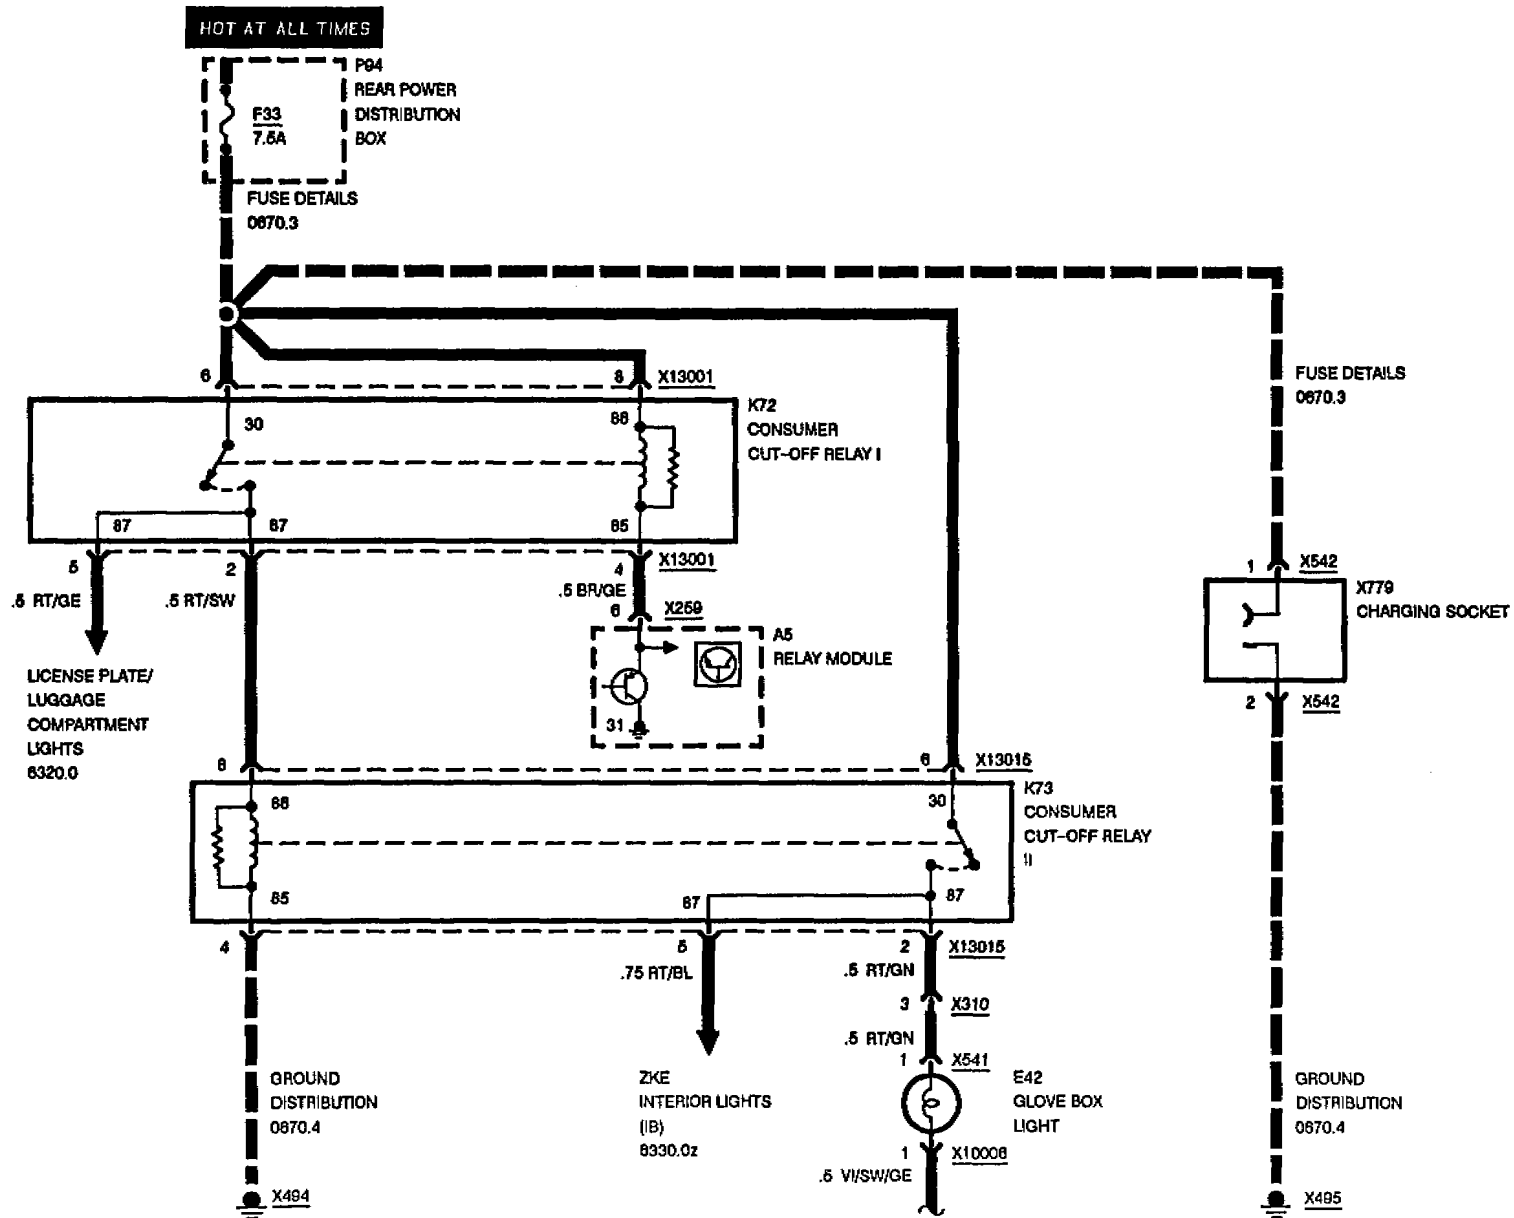 HOT AT ALL TIMES
P94
REAR POWER
DISTRIBUTION
BOX
F33
7.5A
FUSE DETAILS
0670.3
6
8
X13001
FUSE DETAILS
0670.3
K72
CONSUMER
CUT-OFF RELAY I
30
86
87
87
85
5
2
4
X13001
.5 RT/GE
.5 RT/SW
.5 BR/GE
6
X259
1
X542
X779
CHARGING SOCKET
A5
RELAY MODULE
31
LICENSE PLATE/
LUGGAGE
COMPARTMENT
LIGHTS
6320.0
2
X542
8
6
X13015
K73
CONSUMER
CUT-OFF RELAY
II
86
30
85
87
87
4
5
2
X13015
.75 RT/BL
.5 RT/GN
3
X310
.5 RT/GN
1
X541
GROUND
DISTRIBUTION
0670.4
ZKE
INTERIOR LIGHTS
(IB)
6330.0z
E42
GLOVE BOX
LIGHT
GROUND
DISTRIBUTION
0670.4
1
X10006
.5 VI/SW/GE
X494
X495